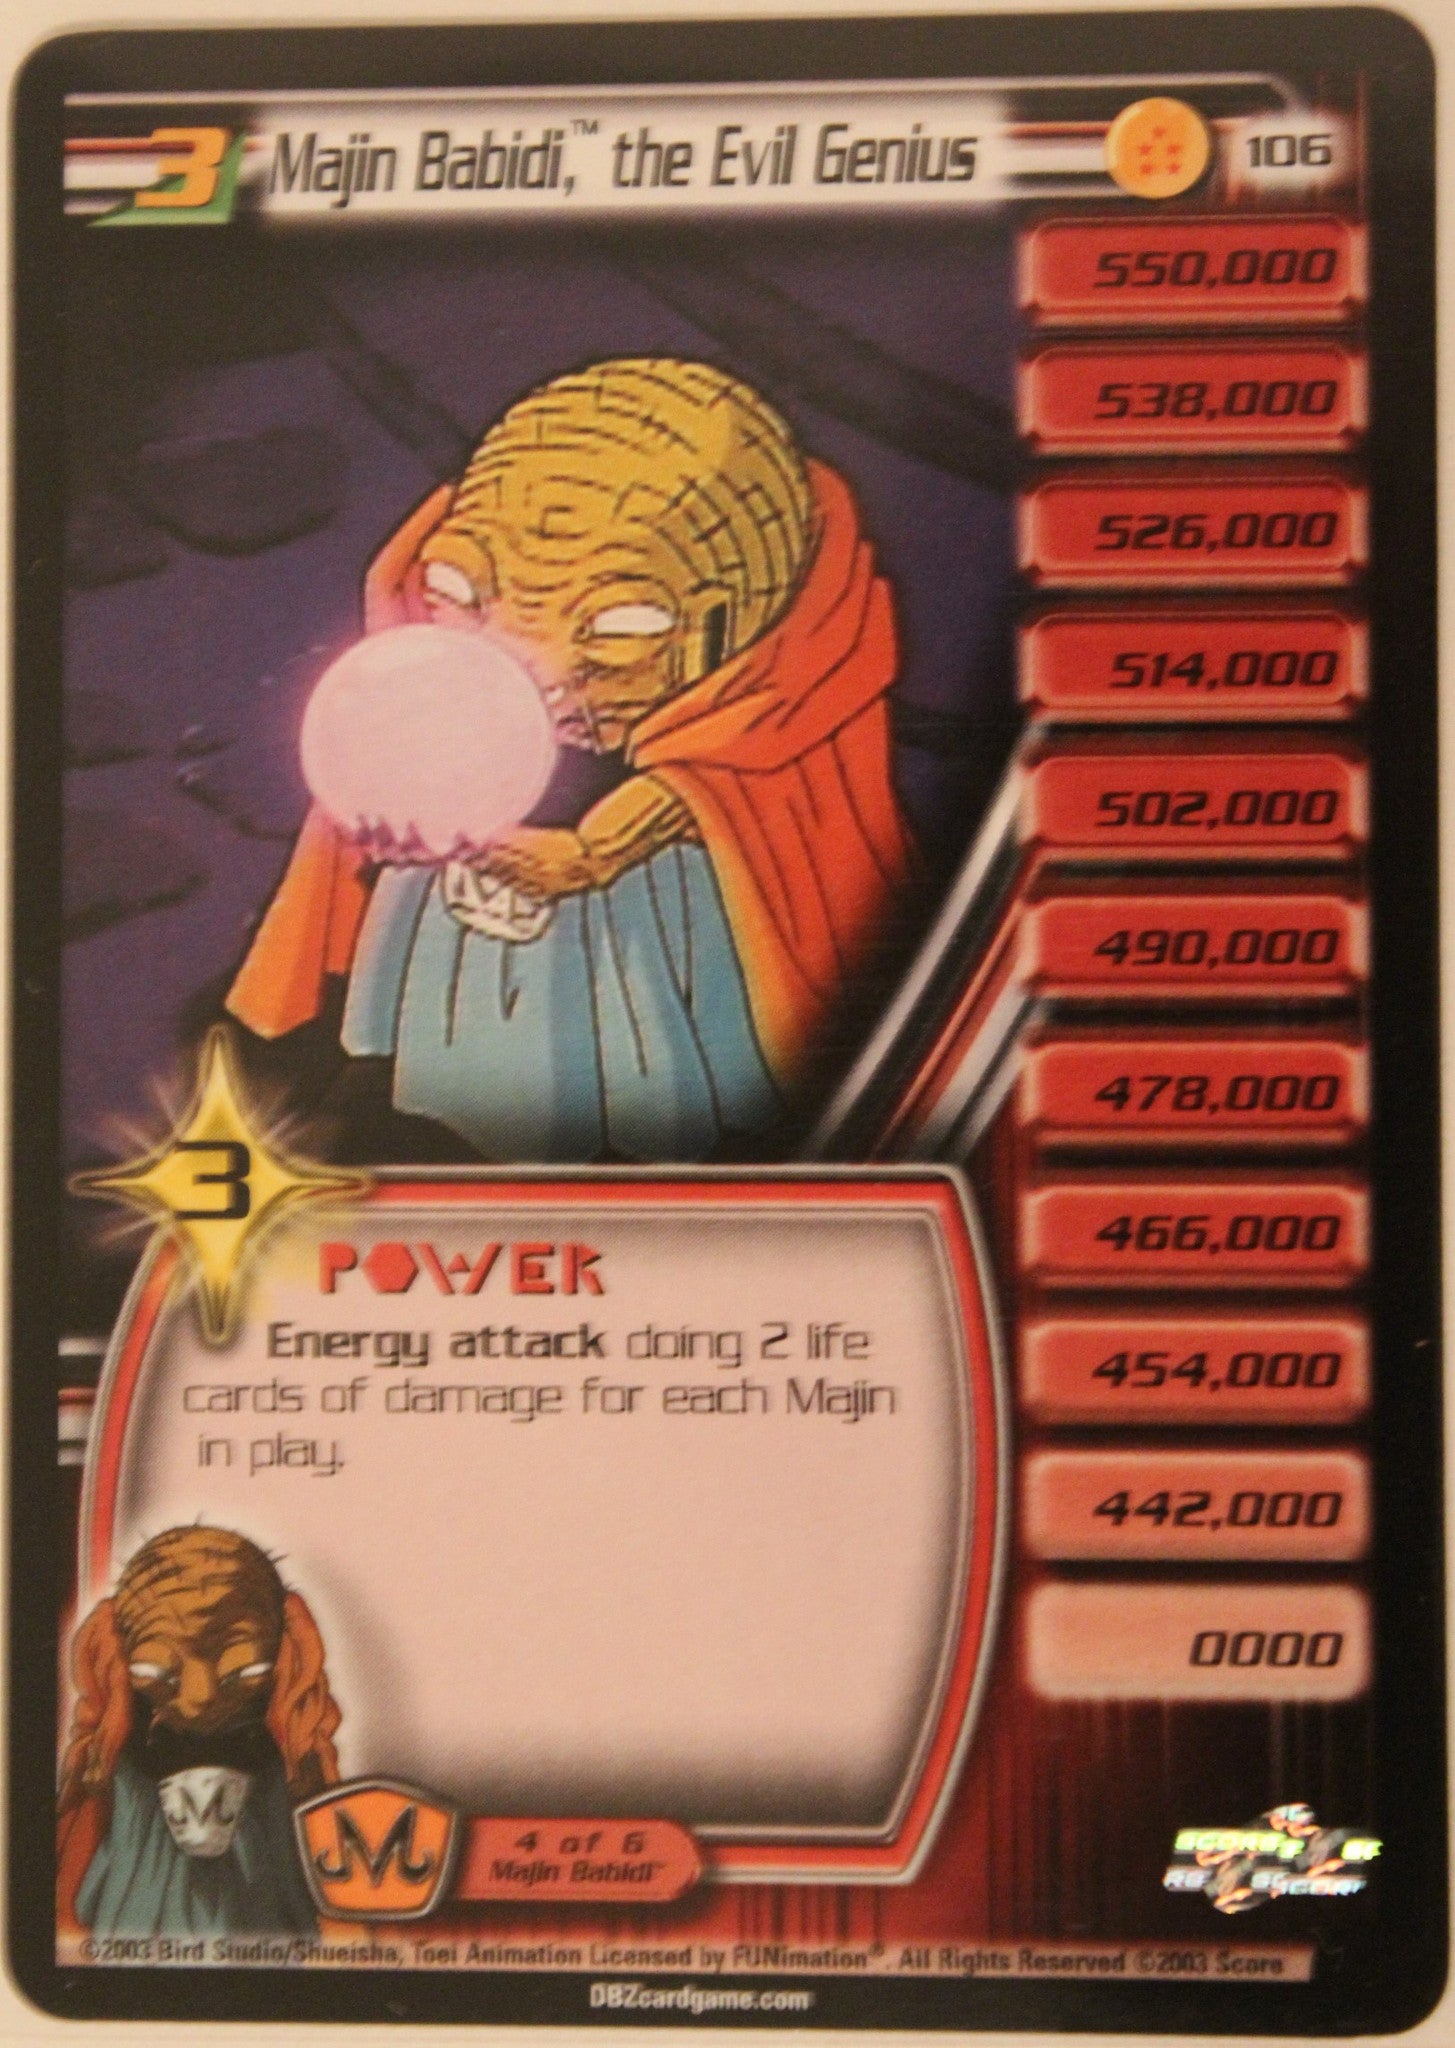 3 Majin Babidi,™ the Evil Genius 106
550,000
538,000
526,000
514,000
502,000
490,000
478,000
466,000
454,000
442,000
0000
3
POWER
Energy attack doing 2 life
cards of damage for each Majin
in play.
M
M
4 of 6
Majin Babidi™
SCORE
SCORE
©2003 Bird Studio/Shueisha, Toei Animation Licensed by FUNimation®. All Rights Reserved ©2003 Score
DBZcardgame.com